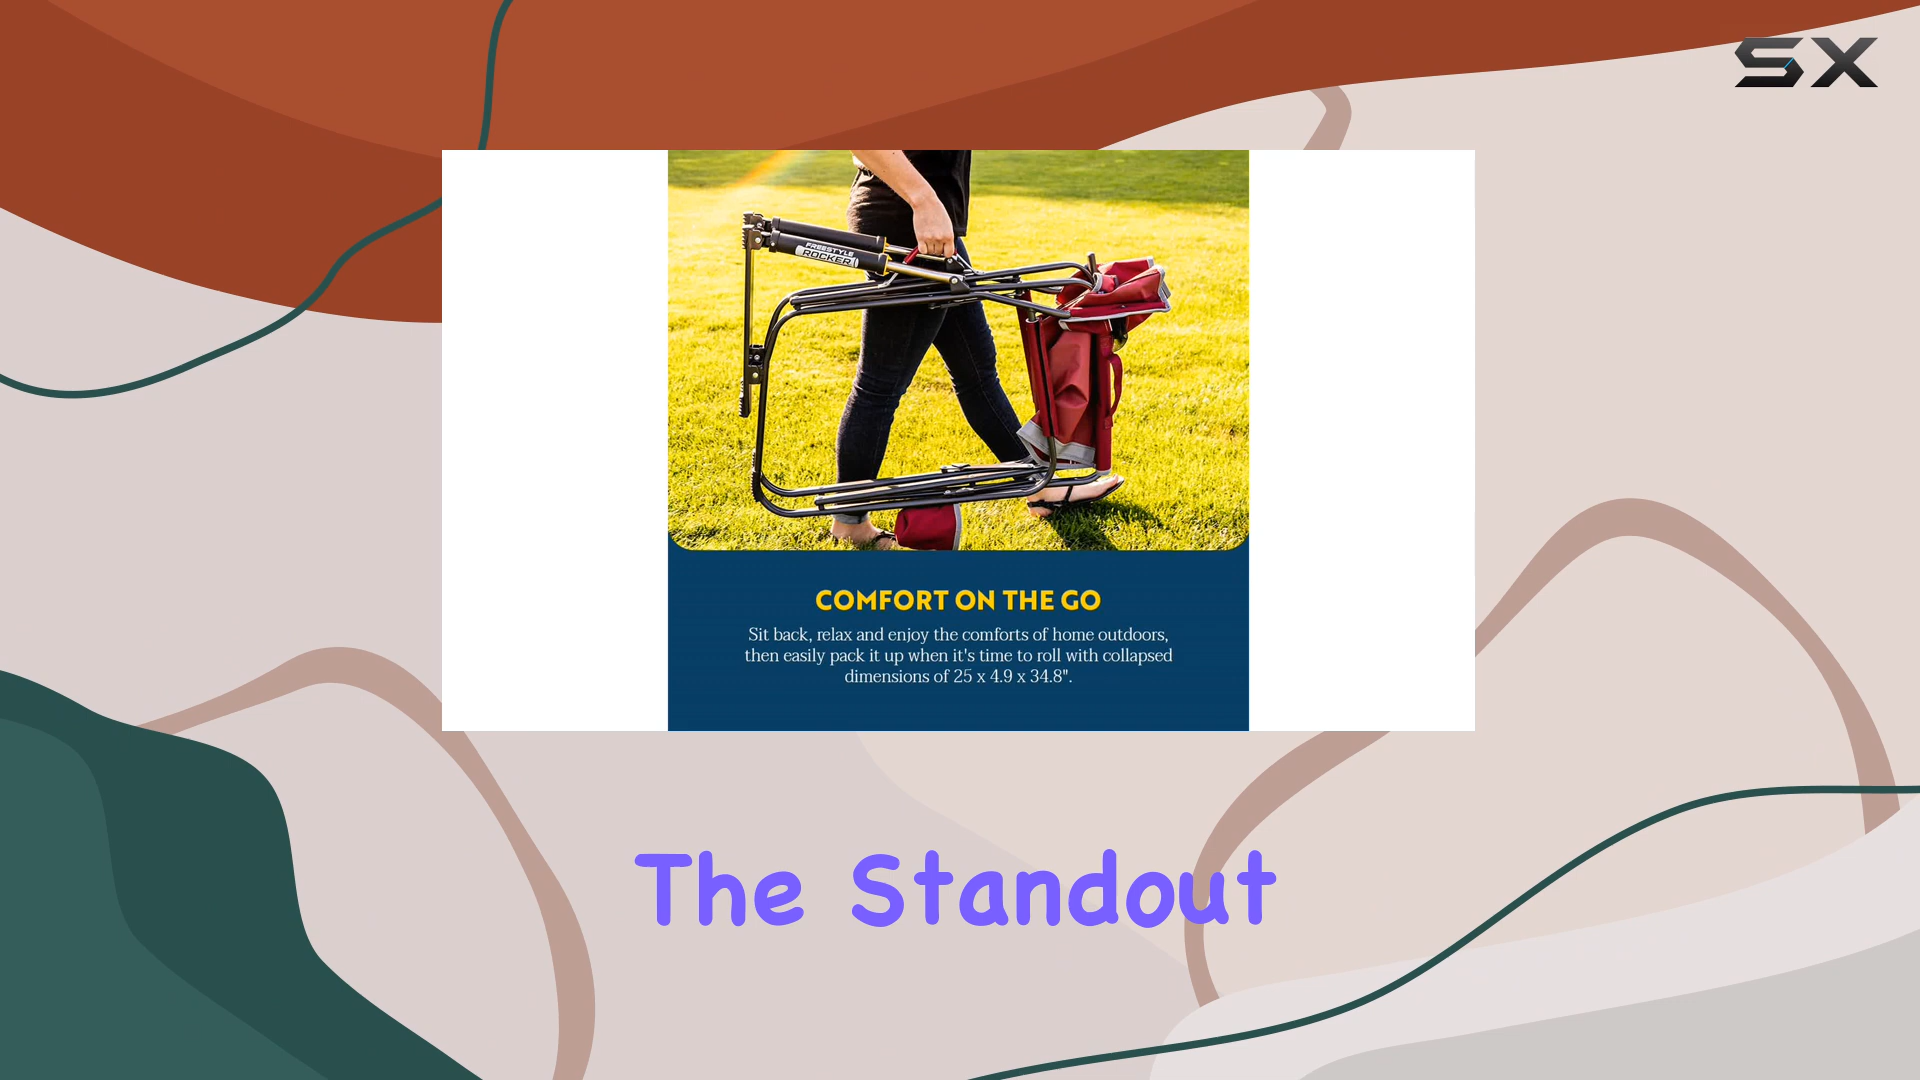 SX
FREESTYLE
ROCKER
COMFORT ON THE GO
Sit back, relax and enjoy the comforts of home outdoors,
then easily pack it up when it's time to roll with collapsed
dimensions of 25 x 4.9 x 34.8".
The Standout